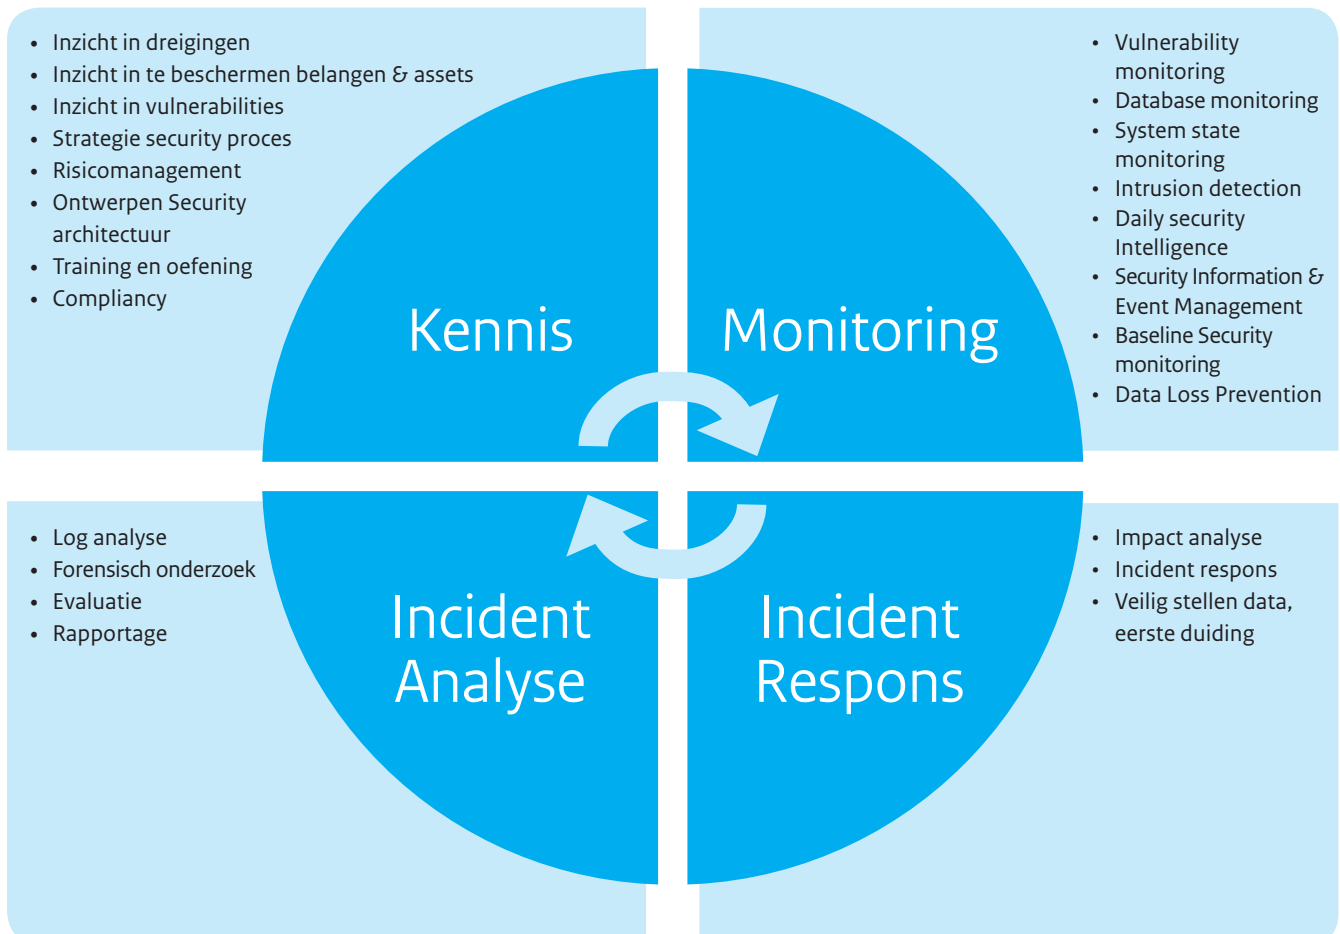 • Inzicht in dreigingen
• Inzicht in te beschermen belangen & assets
• Inzicht in vulnerabilities
• Strategie security proces
• Risicomanagement
• Ontwerpen Security
architectuur
• Training en oefening
• Compliancy
Kennis
• Vulnerability
monitoring
• Database monitoring
• System state
monitoring
• Intrusion detection
• Daily security
Intelligence
• Security Information &
Event Management
• Baseline Security
monitoring
• Data Loss Prevention
Monitoring
• Log analyse
• Forensisch onderzoek
• Evaluatie
• Rapportage
Incident
Analyse
• Impact analyse
• Incident respons
• Veilig stellen data,
eerste duiding
Incident
Respons